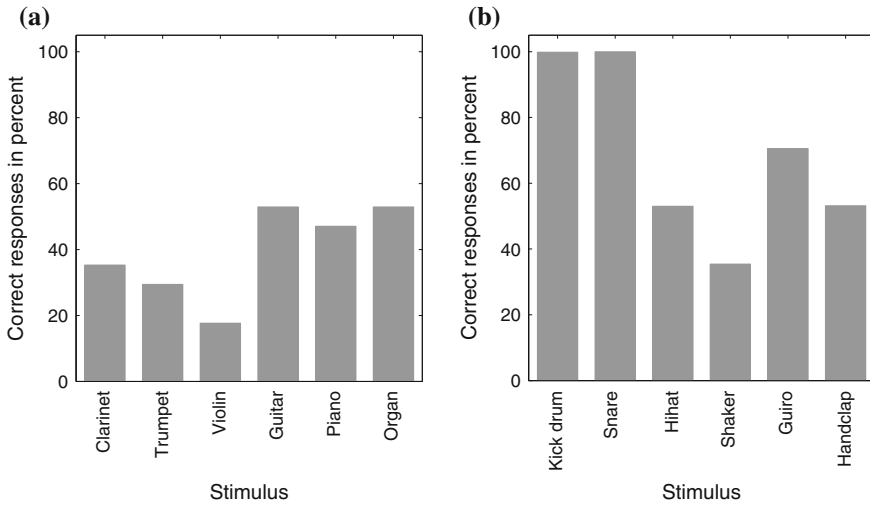 (a)
Correct responses in percent
100
80
60
40
20
0
Clarinet
Trumpet
Violin
Guitar
Piano
Organ
Stimulus
(b)
Correct responses in percent
100
80
60
40
20
0
Kick drum
Snare
Hihat
Shaker
Guiro
Handclap
Stimulus